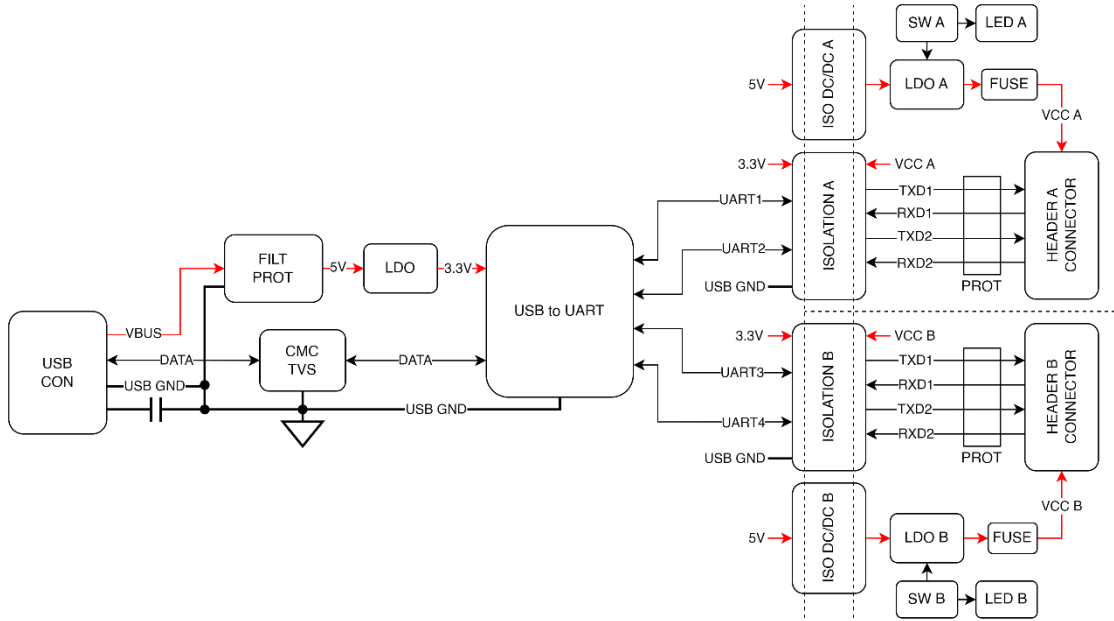 SW A
LED A
ISO DC/DC A
5V
LDO A
FUSE
VCC A
3.3V
VCC A
ISOLATION A
UART1
UART2
USB GND
TXD1
RXD1
TXD2
RXD2
PROT
HEADER A
CONNECTOR
FILT
PROT
5V
LDO
3.3V
USB to UART
USB
CON
VBUS
DATA
CMC
TVS
DATA
USB GND
USB GND
3.3V
VCC B
ISOLATION B
UART3
UART4
USB GND
TXD1
RXD1
TXD2
RXD2
PROT
HEADER B
CONNECTOR
VCC B
ISO DC/DC B
5V
LDO B
FUSE
SW B
LED B